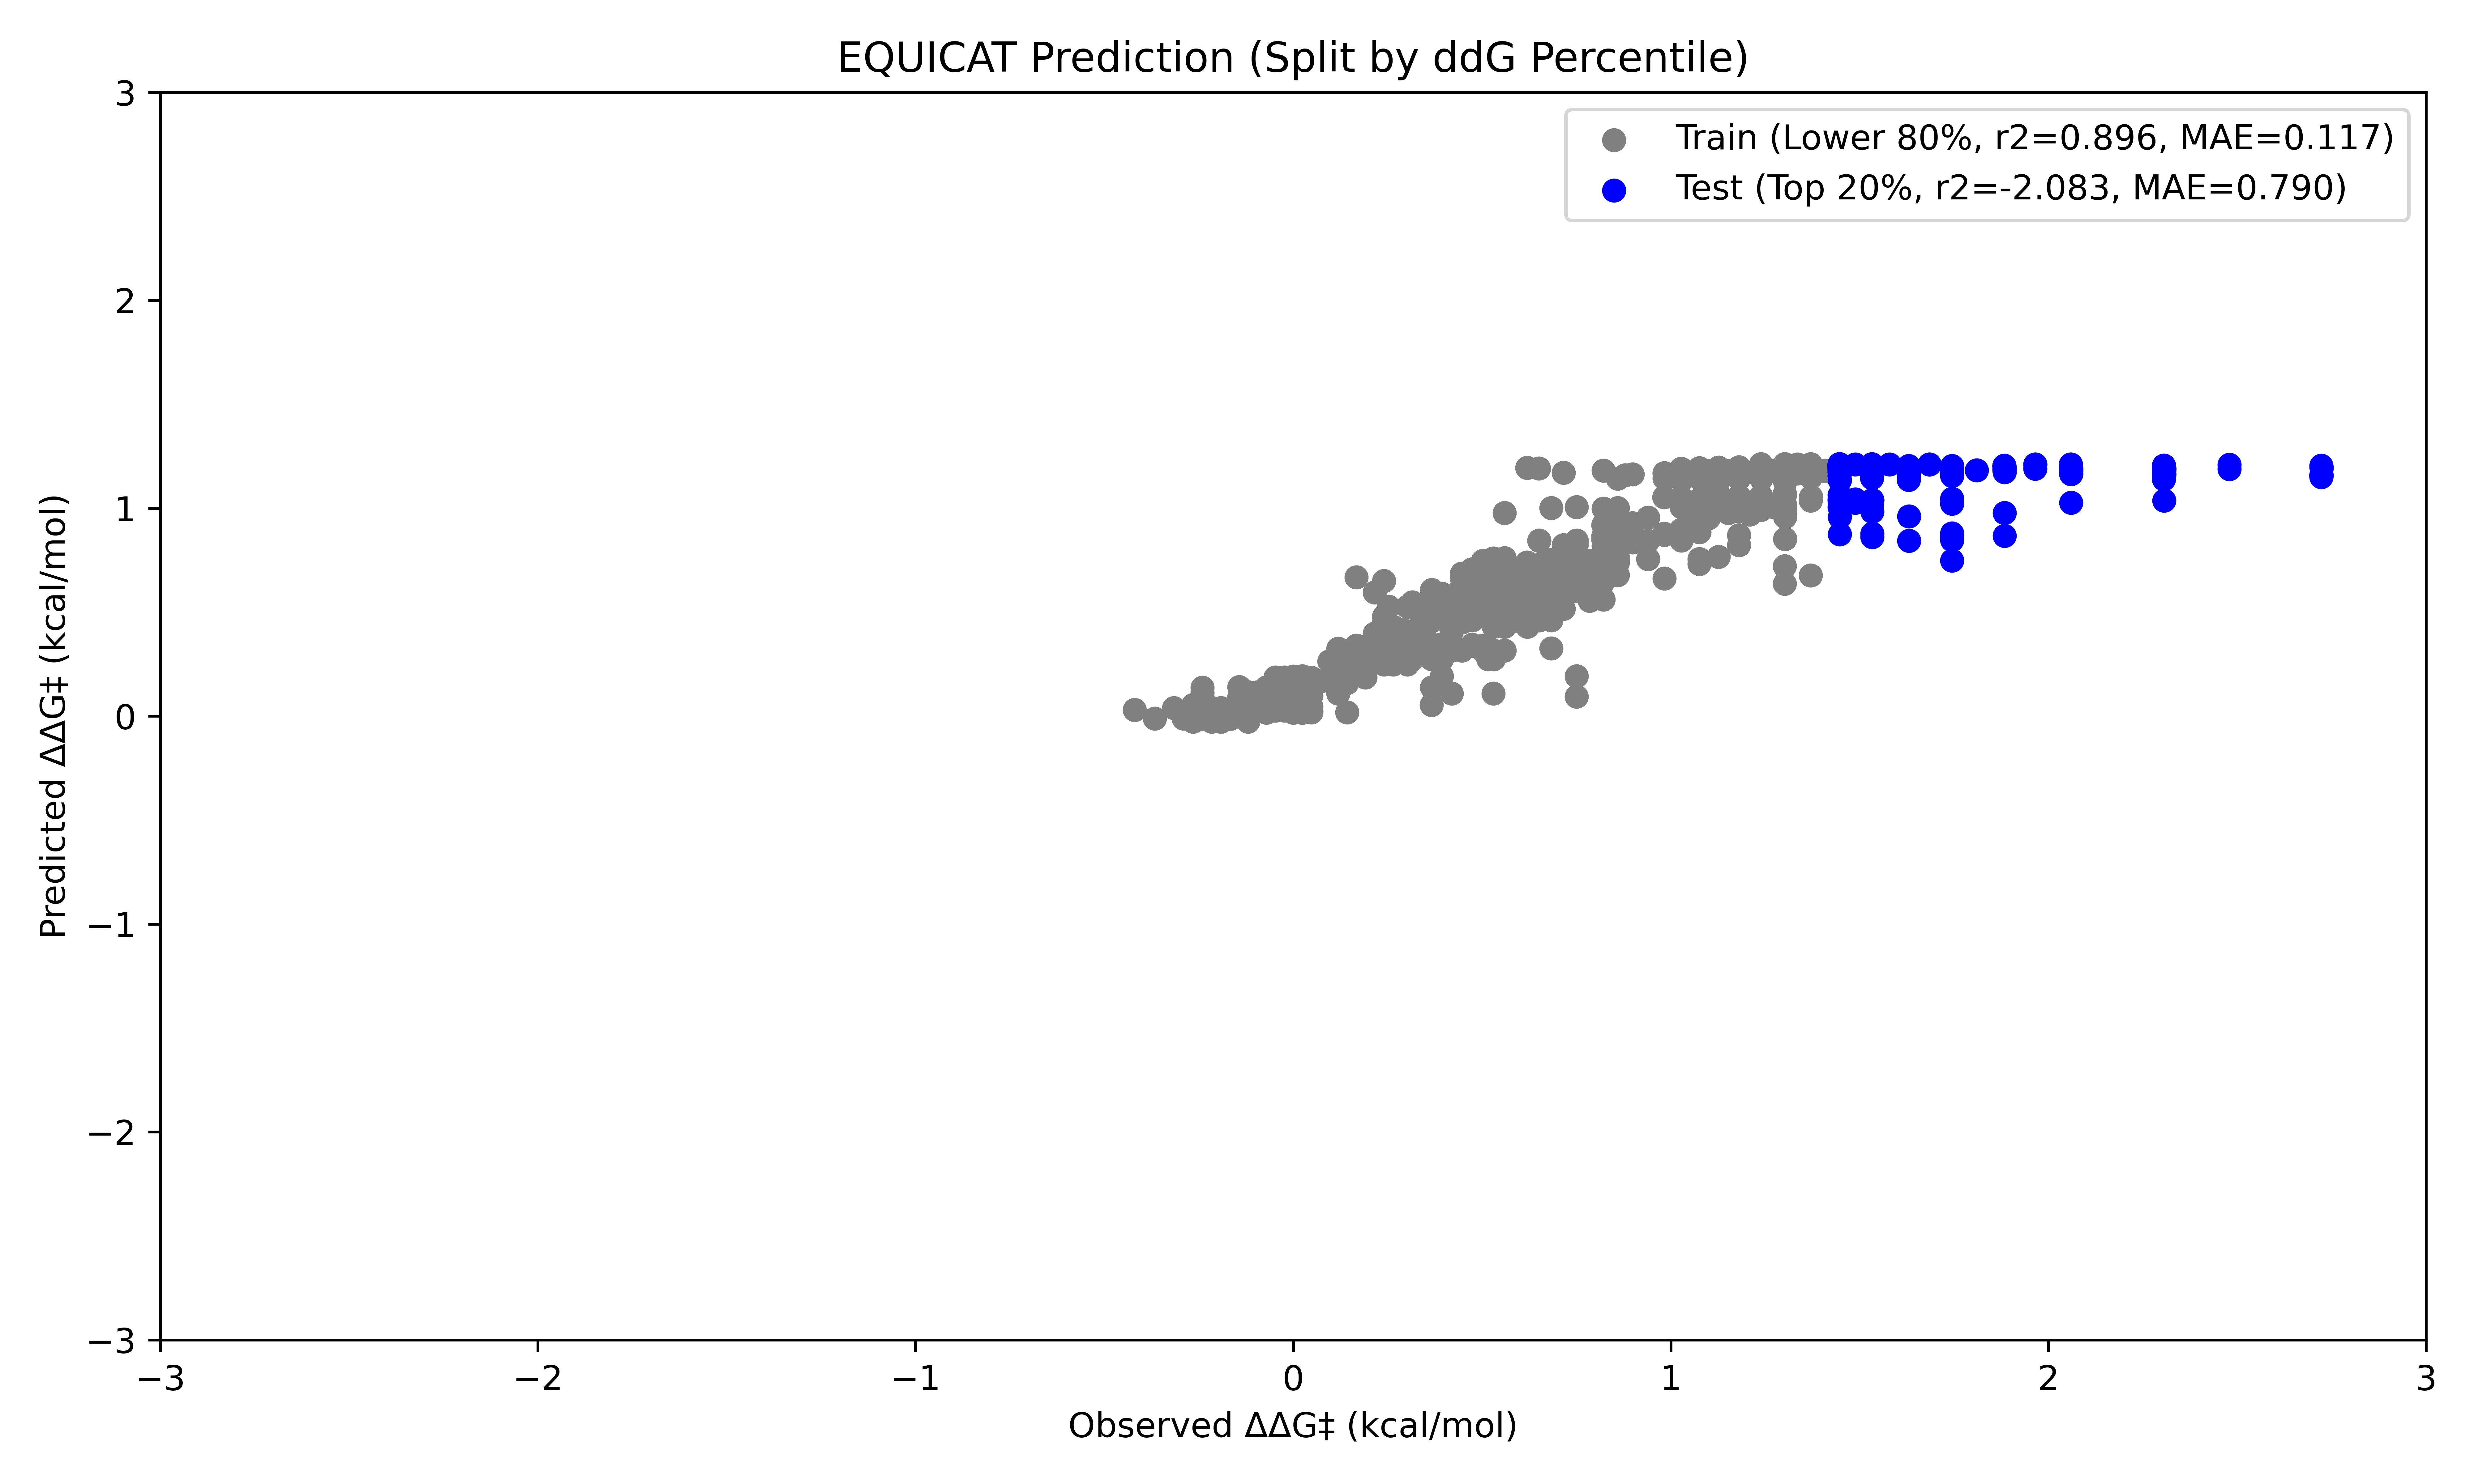 EQUICAT Prediction (Split by ddG Percentile)
Train (Lower 80%, r2=0.896, MAE=0.117)
Test (Top 20%, r2=-2.083, MAE=0.790)
Predicted ΔΔG‡ (kcal/mol)
3
2
1
0
−1
−2
−3
−3
−2
−1
0
1
2
3
Observed ΔΔG‡ (kcal/mol)